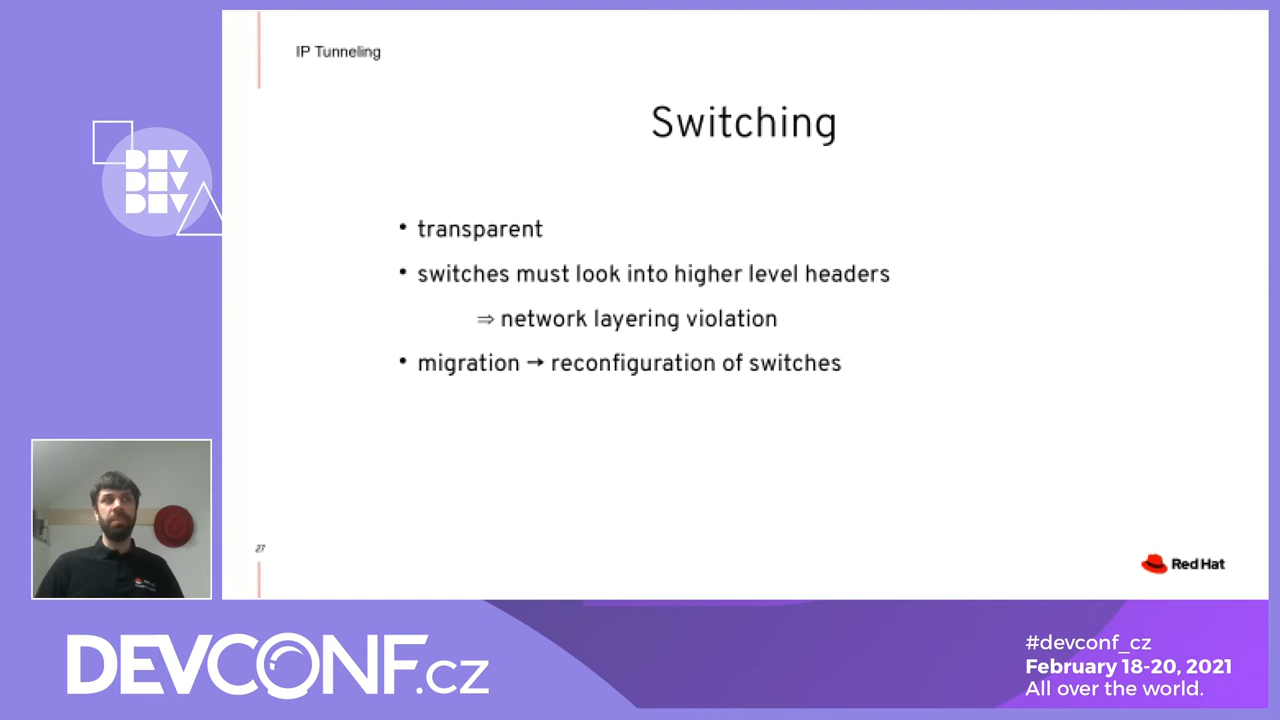 IP Tunneling
Switching
DEV
DEV
DEV
• transparent
• switches must look into higher level headers
⇒ network layering violation
• migration → reconfiguration of switches
27
Red Hat
DEVCONF.cz
#devconf_cz
February 18-20, 2021
All over the world.